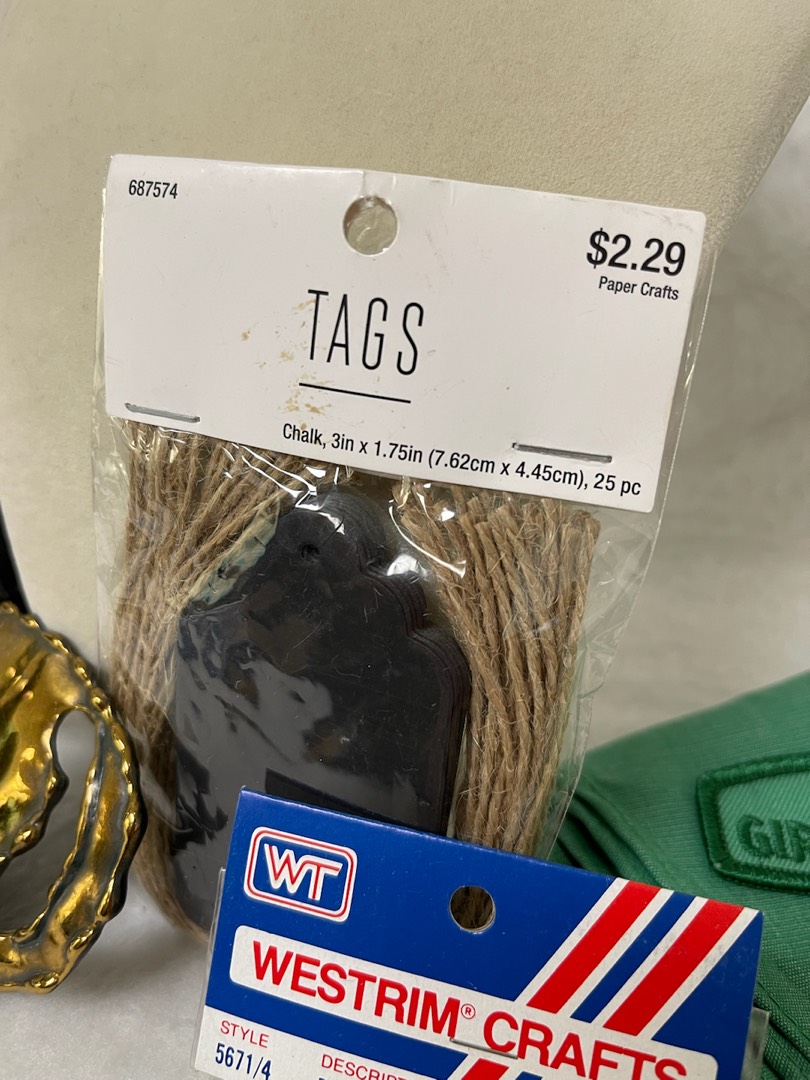 687574
$2.29
Paper Crafts
TAGS
Chalk, 3in x 1.75in (7.62cm x 4.45cm), 25 pc
WT
WESTRIM® CRAFTS
STYLE
5671/4